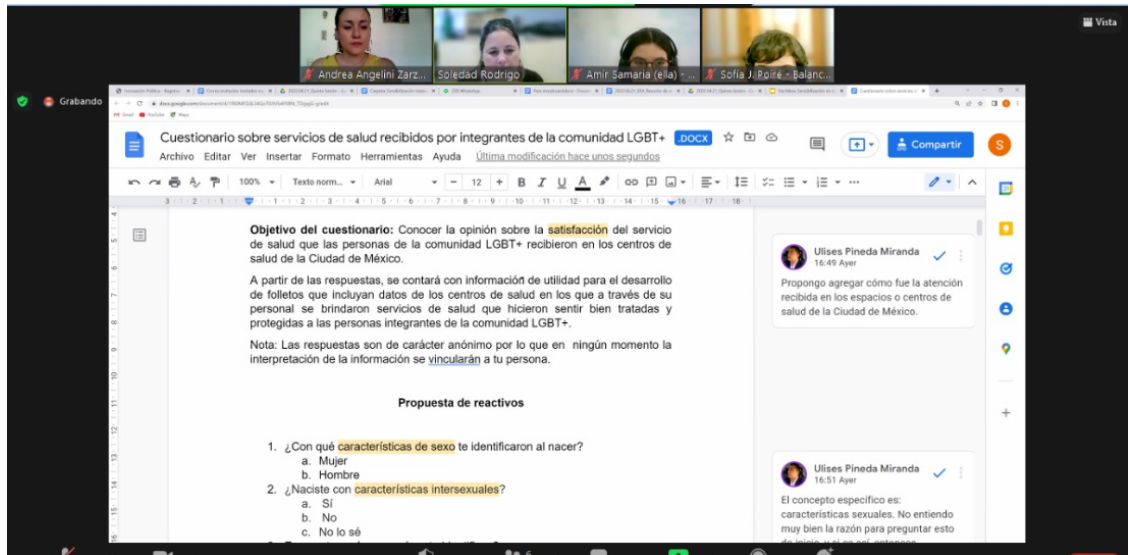 Vista
Andrea Angelini Zarz...
Soledad Rodrigo
Amir Samaria (ella) - ...
Sofía J. Poiré - Balanc...
Grabando
Cuestionario sobre servicios de salud recibidos por integrantes de la comunidad LGBT+ .DOCX
Archivo Editar Ver Insertar Formato Herramientas Ayuda Última modificación hace unos segundos
Compartir
S
100% Texto norm... Arial 12 B I U A
Objetivo del cuestionario: Conocer la opinión sobre la satisfacción del servicio
de salud que las personas de la comunidad LGBT+ recibieron en los centros de
salud de la Ciudad de México.
A partir de las respuestas, se contará con información de utilidad para el desarrollo
de folletos que incluyan datos de los centros de salud en los que a través de su
personal se brindaron servicios de salud que hicieron sentir bien tratadas y
protegidas a las personas integrantes de la comunidad LGBT+.
Nota: Las respuestas son de carácter anónimo por lo que en ningún momento la
interpretación de la información se vincularán a tu persona.
Propuesta de reactivos
1. ¿Con qué características de sexo te identificaron al nacer?
a. Mujer
b. Hombre
2. ¿Naciste con características intersexuales?
a. Sí
b. No
c. No lo sé
Ulises Pineda Miranda
16:49 Ayer
Propongo agregar cómo fue la atención
recibida en los espacios o centros de
salud de la Ciudad de México.
Ulises Pineda Miranda
16:51 Ayer
El concepto específico es:
características sexuales. No entiendo
muy bien la razón para preguntar esto